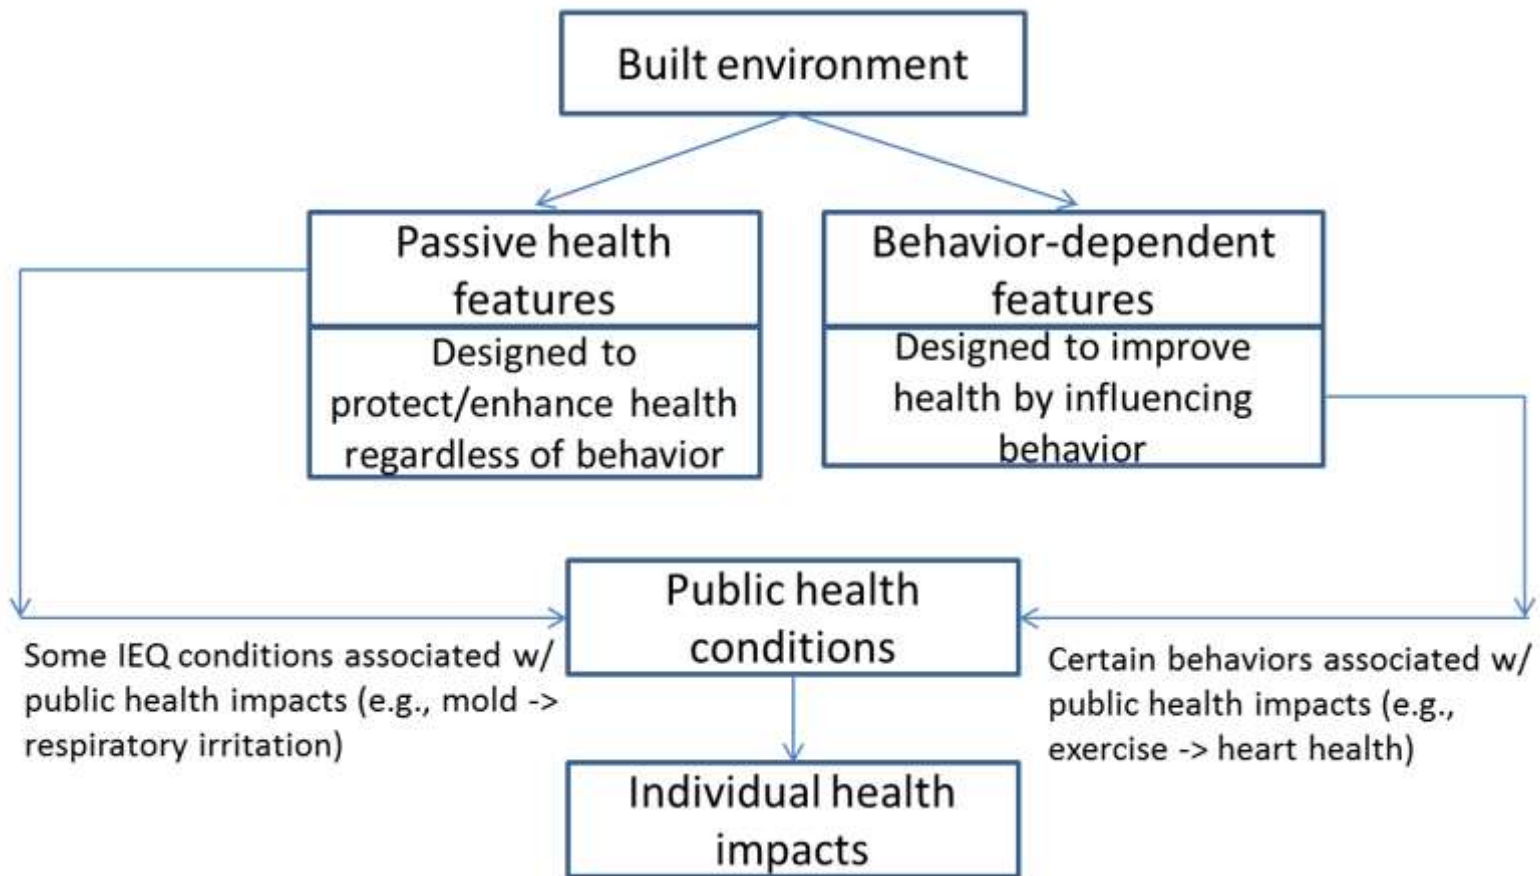 Built environment
Passive health
features
Designed to
protect/enhance health
regardless of behavior
Behavior-dependent
features
Designed to improve
health by influencing
behavior
Public health
conditions
Some IEQ conditions associated w/
public health impacts (e.g., mold ->
respiratory irritation)
Certain behaviors associated w/
public health impacts (e.g.,
exercise -> heart health)
Individual health
impacts